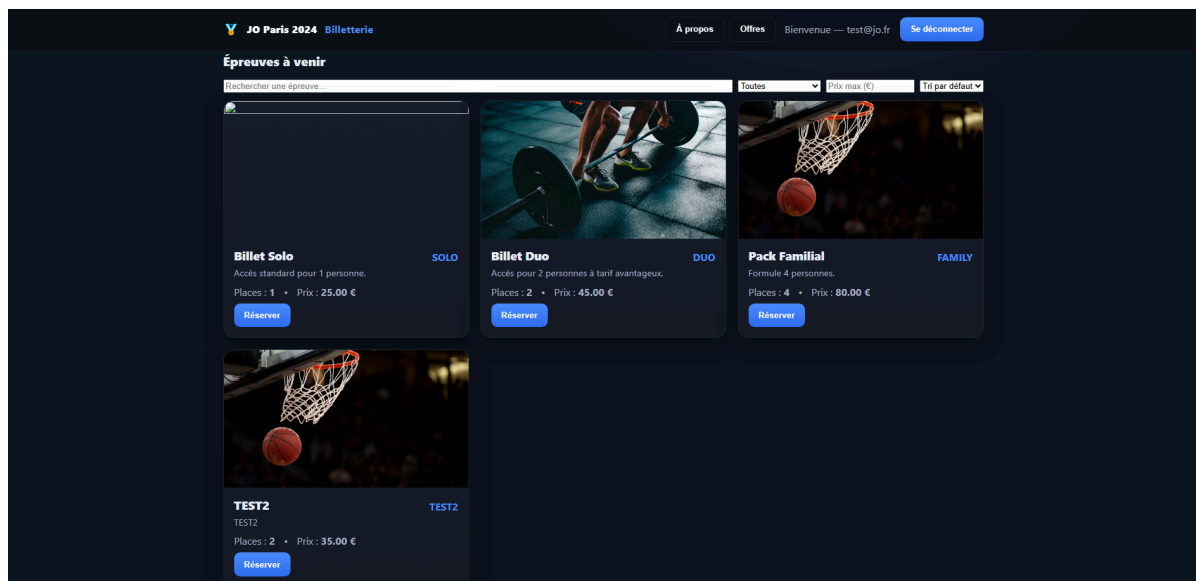 JO Paris 2024 Billetterie À propos Offres Bienvenue — test@jo.fr Se déconnecter
Épreuves à venir
Rechercher une épreuve... Toutes Prix max (€) Tri par défaut
Billet Solo SOLO
Accès standard pour 1 personne.
Places : 1 • Prix : 25.00 €
Réserver
Billet Duo DUO
Accès pour 2 personnes à tarif avantageux.
Places : 2 • Prix : 45.00 €
Réserver
Pack Familial FAMILY
Formule 4 personnes.
Places : 4 • Prix : 80.00 €
Réserver
TEST2 TEST2
TEST2
Places : 2 • Prix : 35.00 €
Réserver